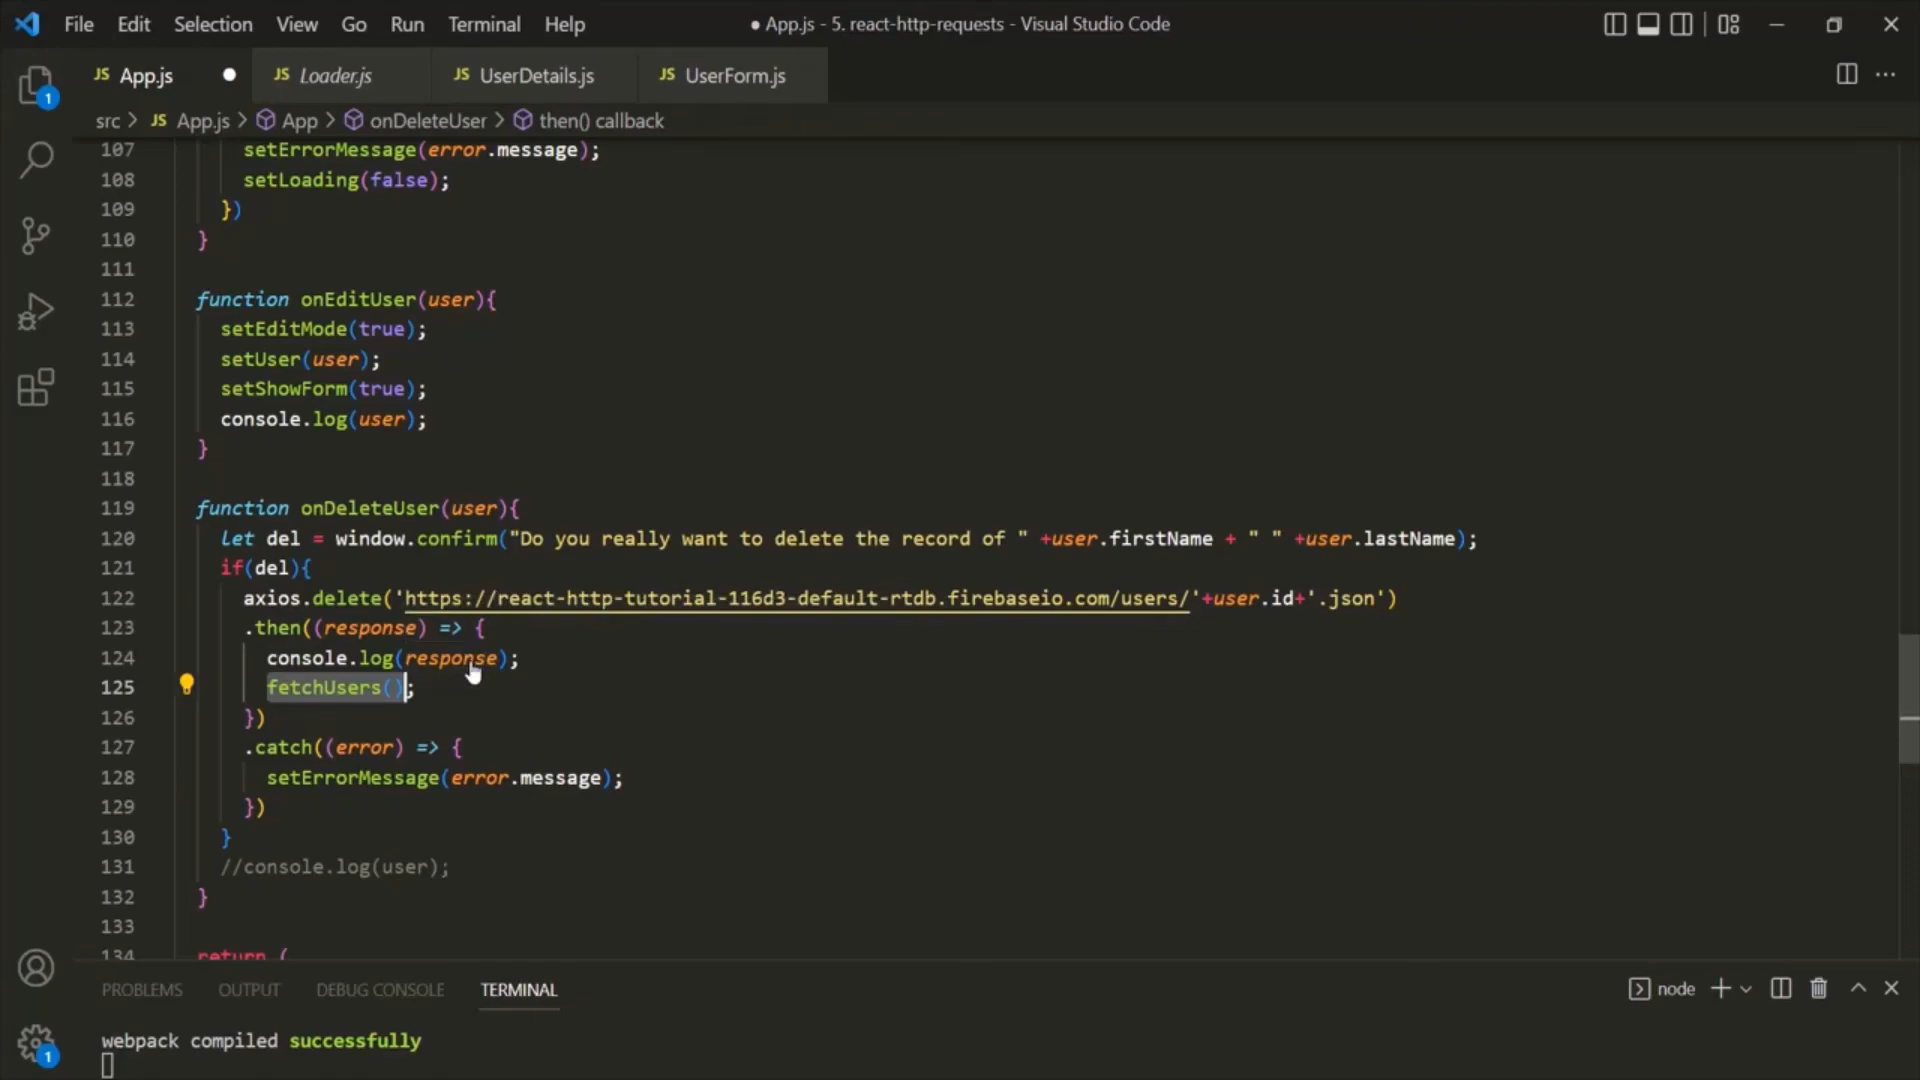 File Edit Selection View Go Run Terminal Help ● App.js - 5. react-http-requests - Visual Studio Code
JS App.js ● JS Loader.js JS UserDetails.js JS UserForm.js ...
1
src > JS App.js > App > onDeleteUser > then() callback
107 setErrorMessage(error.message);
108 setLoading(false);
109 })
110 }
111
112 function onEditUser(user){
113 setEditMode(true);
114 setUser(user);
115 setShowForm(true);
116 console.log(user);
117 }
118
119 function onDeleteUser(user){
120 let del = window.confirm("Do you really want to delete the record of " +user.firstName + " " +user.lastName);
121 if(del){
122 axios.delete('https://react-http-tutorial-116d3-default-rtdb.firebaseio.com/users/'+user.id+'.json')
123 .then((response) => {
124 console.log(response);
125 fetchUsers();
126 })
127 .catch((error) => {
128 setErrorMessage(error.message);
129 })
130 }
131 //console.log(user);
132 }
133
134 return (
PROBLEMS OUTPUT DEBUG CONSOLE TERMINAL node
webpack compiled successfully
1